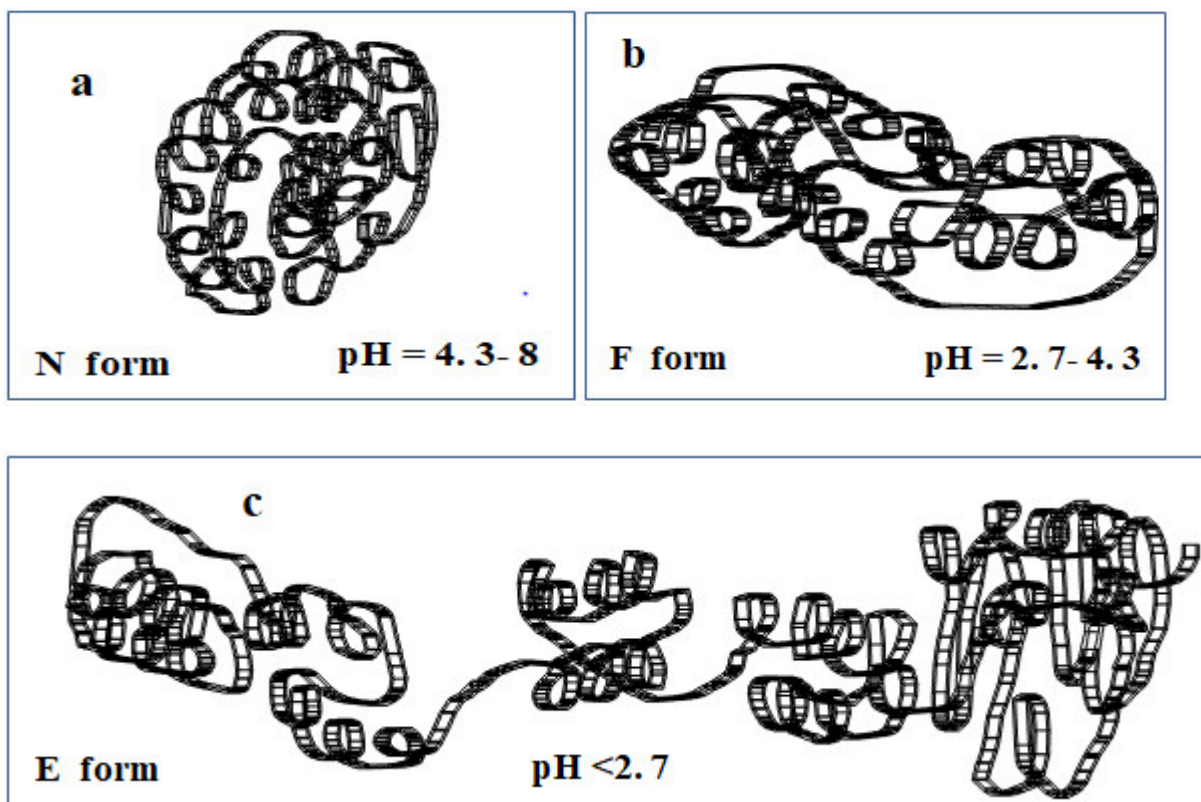 a
N form
pH = 4. 3- 8
b
F form
pH = 2. 7- 4. 3
c
E form
pH <2. 7